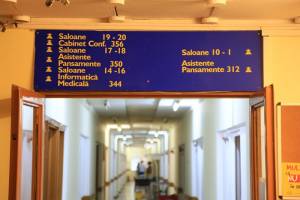 Saloane 19 - 20
Cabinet Conf. 356
Saloane 17 - 18
Asistente
Pansamente 350
Saloane 14 -16
Informatică
Medicală 344
Saloane 10 - 1
Asistente
Pansamente 312